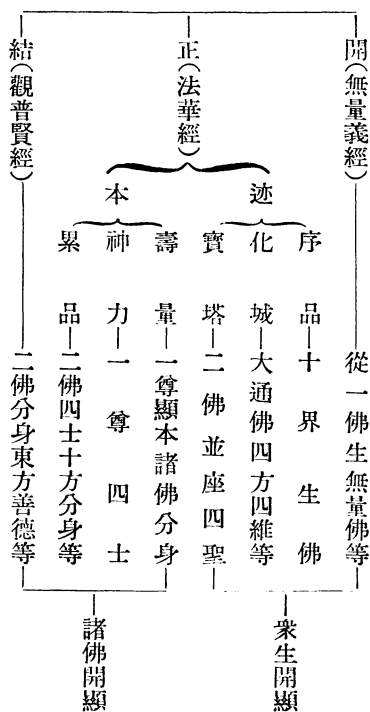 開（無量義經）—從一佛生無量佛等
正（法華經）
迹
序品—十界生佛
化城—大通佛四方四維等
寶塔—二佛並座四聖
本
壽量—一尊顯本諸佛分身
神力—一尊四士
累品—二佛四士十方分身等
結（觀普賢經）—二佛分身東方善德等
眾生開顯
諸佛開顯